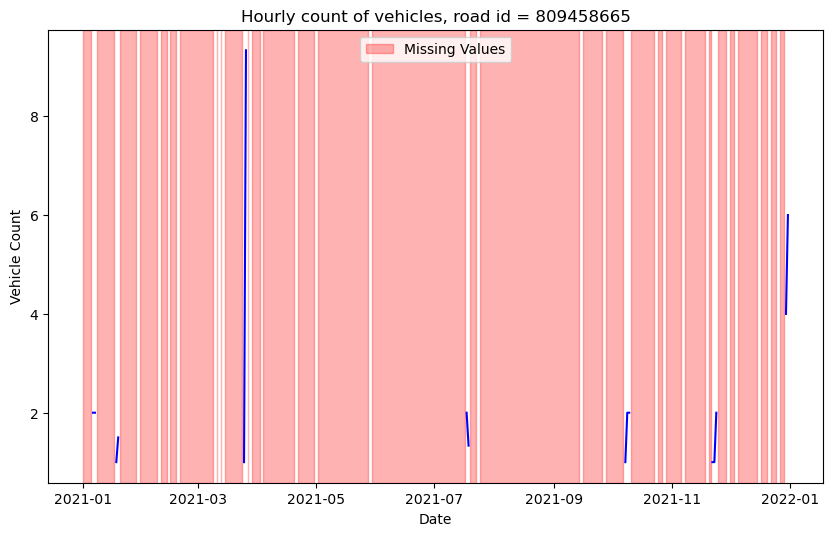 Hourly count of vehicles, road id = 809458665
Missing Values
Vehicle Count
8
6
4
2
2021-01
2021-03
2021-05
2021-07
2021-09
2021-11
2022-01
Date